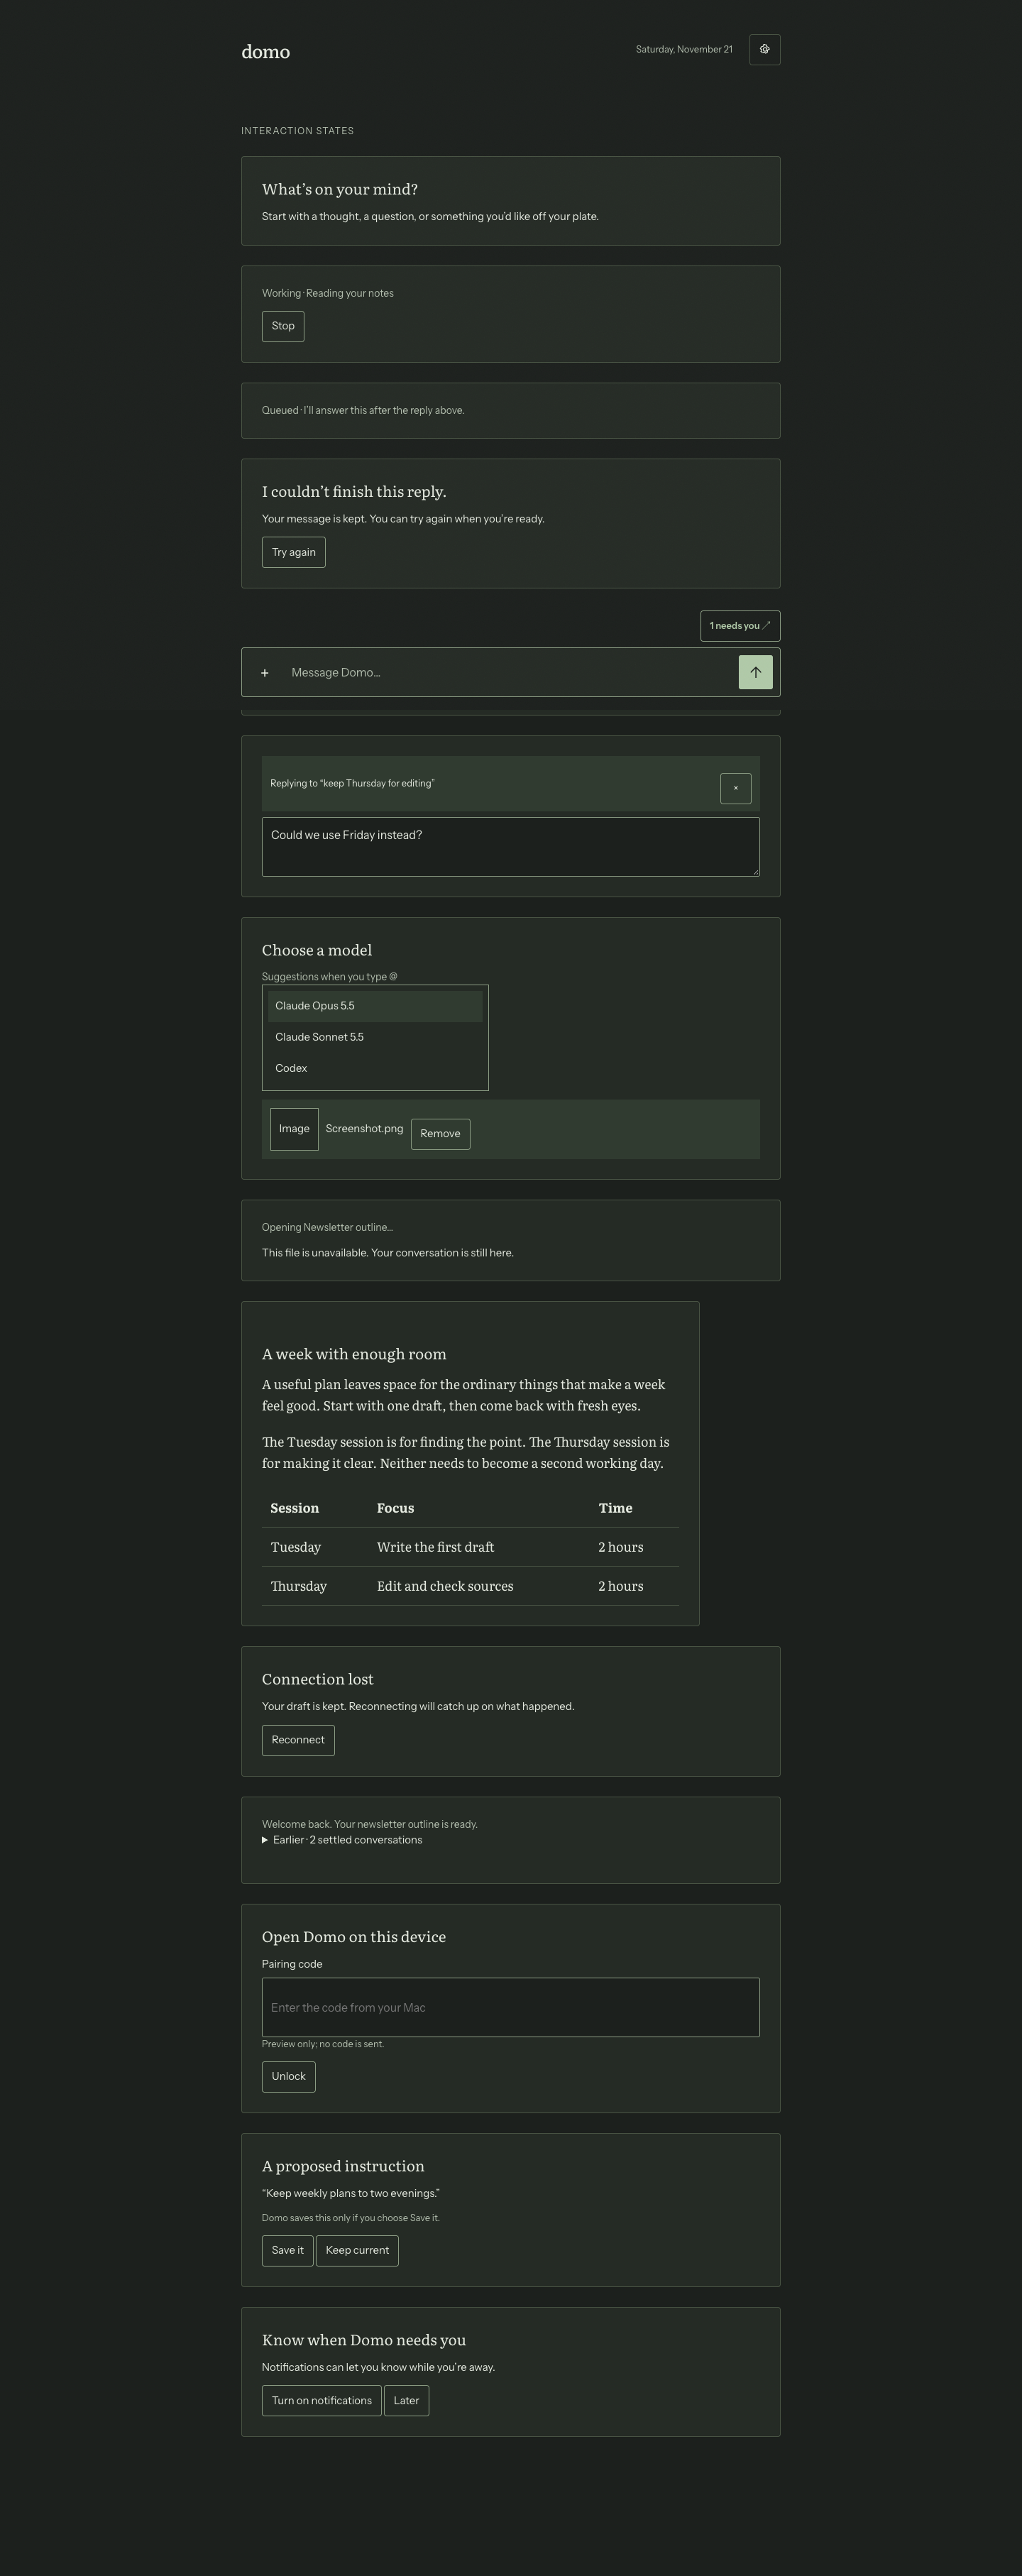 domo
Saturday, November 21
INTERACTION STATES
What’s on your mind?
Start with a thought, a question, or something you’d like off your plate.
Working · Reading your notes
Stop
Queued · I’ll answer this after the reply above.
I couldn’t finish this reply.
Your message is kept. You can try again when you’re ready.
Try again
1 needs you ↗
+ Message Domo…
Replying to “keep Thursday for editing”
×
Could we use Friday instead?
Choose a model
Suggestions when you type @
Claude Opus 5.5
Claude Sonnet 5.5
Codex
Image Screenshot.png Remove
Opening Newsletter outline…
This file is unavailable. Your conversation is still here.
A week with enough room
A useful plan leaves space for the ordinary things that make a week
feel good. Start with one draft, then come back with fresh eyes.
The Tuesday session is for finding the point. The Thursday session is
for making it clear. Neither needs to become a second working day.
Session Focus Time
Tuesday Write the first draft 2 hours
Thursday Edit and check sources 2 hours
Connection lost
Your draft is kept. Reconnecting will catch up on what happened.
Reconnect
Welcome back. Your newsletter outline is ready.
Earlier · 2 settled conversations
Open Domo on this device
Pairing code
Enter the code from your Mac
Preview only; no code is sent.
Unlock
A proposed instruction
“Keep weekly plans to two evenings.”
Domo saves this only if you choose Save it.
Save it Keep current
Know when Domo needs you
Notifications can let you know while you’re away.
Turn on notifications Later